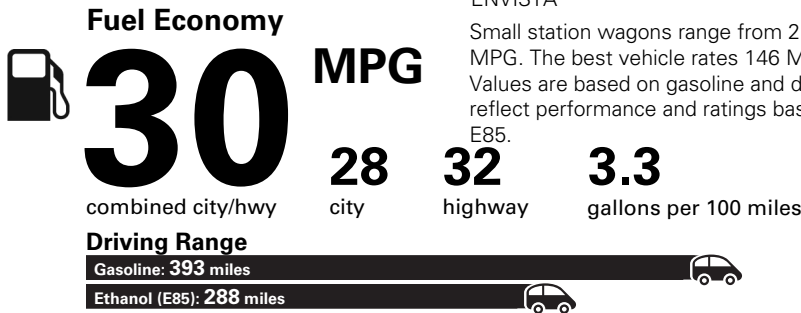 ENVISTA
Fuel Economy
Small station wagons range from 2
MPG. The best vehicle rates 146 M
Values are based on gasoline and d
reflect performance and ratings bas
E85.
30
MPG
combined city/hwy
28
city
32
highway
3.3
gallons per 100 miles
Driving Range
Gasoline: 393 miles
Ethanol (E85): 288 miles